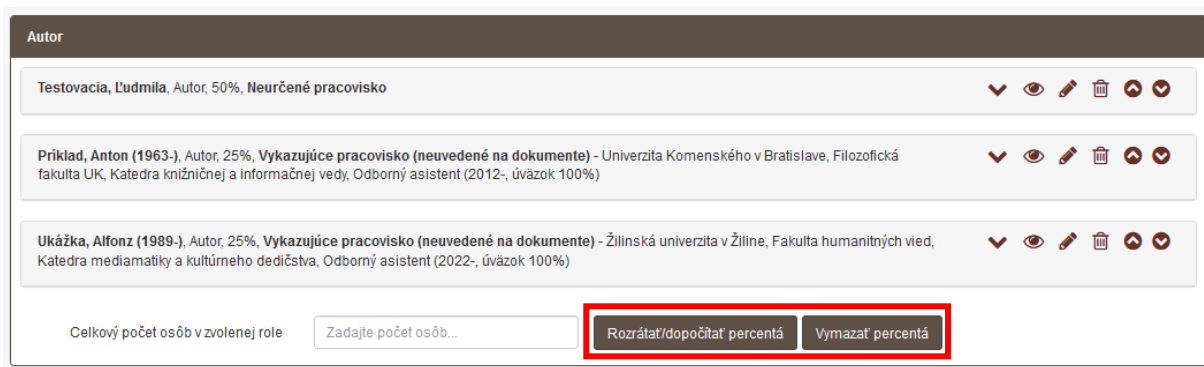 Autor
Testovacia, Ľudmila, Autor, 50%, Neurčené pracovisko
Príklad, Anton (1963-), Autor, 25%, Vykazujúce pracovisko (neuvedené na dokumente) - Univerzita Komenského v Bratislave, Filozofická
fakulta UK, Katedra knižničnej a informačnej vedy, Odborný asistent (2012-, úväzok 100%)
Ukážka, Alfonz (1989-), Autor, 25%, Vykazujúce pracovisko (neuvedené na dokumente) - Žilinská univerzita v Žiline, Fakulta humanitných vied,
Katedra mediamatiky a kultúrneho dedičstva, Odborný asistent (2022-, úväzok 100%)
Celkový počet osôb v zvolenej role Zadajte počet osôb... Rozrátať/dopočítať percentá Vymazať percentá